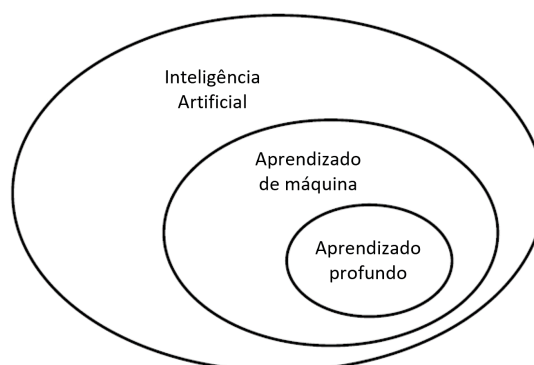 Inteligência
Artificial
Aprendizado
de máquina
Aprendizado
profundo